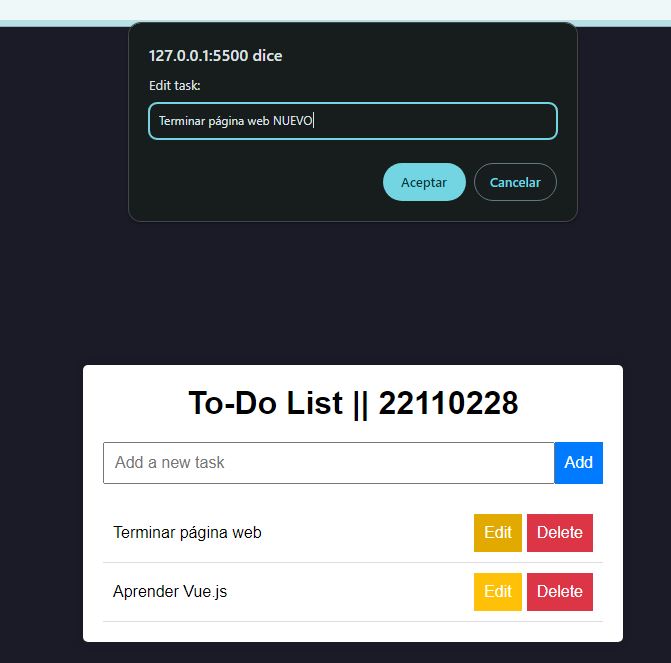 127.0.0.1:5500 dice
Edit task:
Terminar página web NUEVO
Aceptar Cancelar
To-Do List || 22110228
Add a new task Add
Terminar página web Edit Delete
Aprender Vue.js Edit Delete